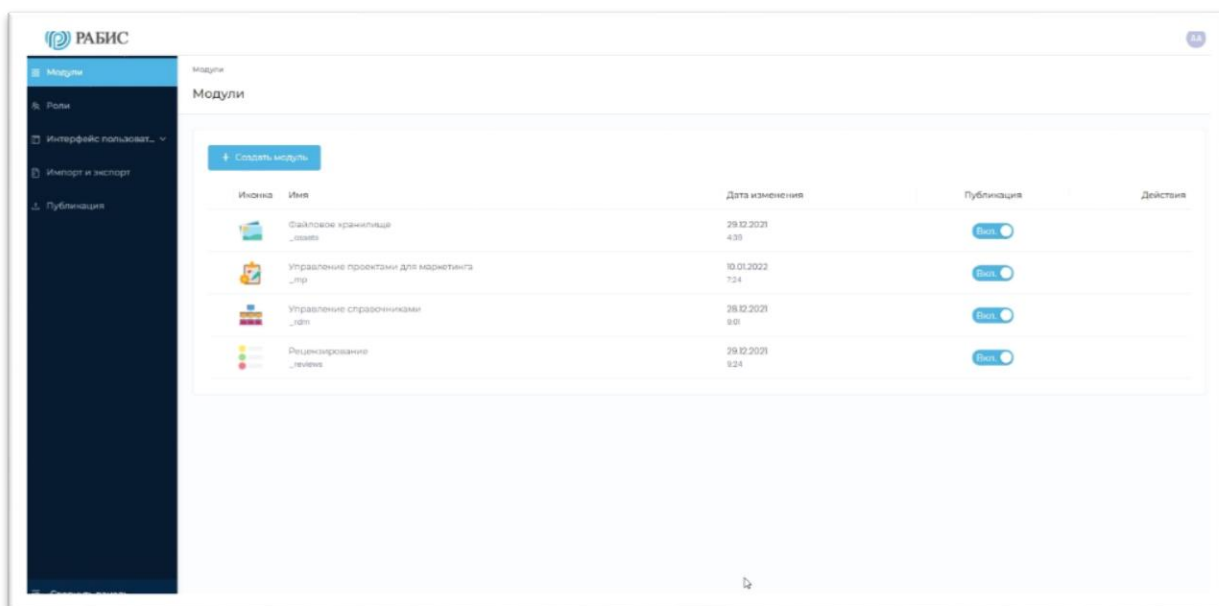 РАБИС
АА
Модули
Роли
Интерфейс пользоват...
Импорт и экспорт
Публикация
Модули
Модули
+ Создать модуль
Иконка Имя Дата изменения Публикация Действия
Файловое хранилище 29.12.2021 Вкл.
_assets
Управление проектами для маркетинга 10.01.2022 Вкл.
_mp 7:24
Управление справочниками 28.12.2021 Вкл.
_rdm
Рецензирование 29.12.2021 Вкл.
_reviews 9:24